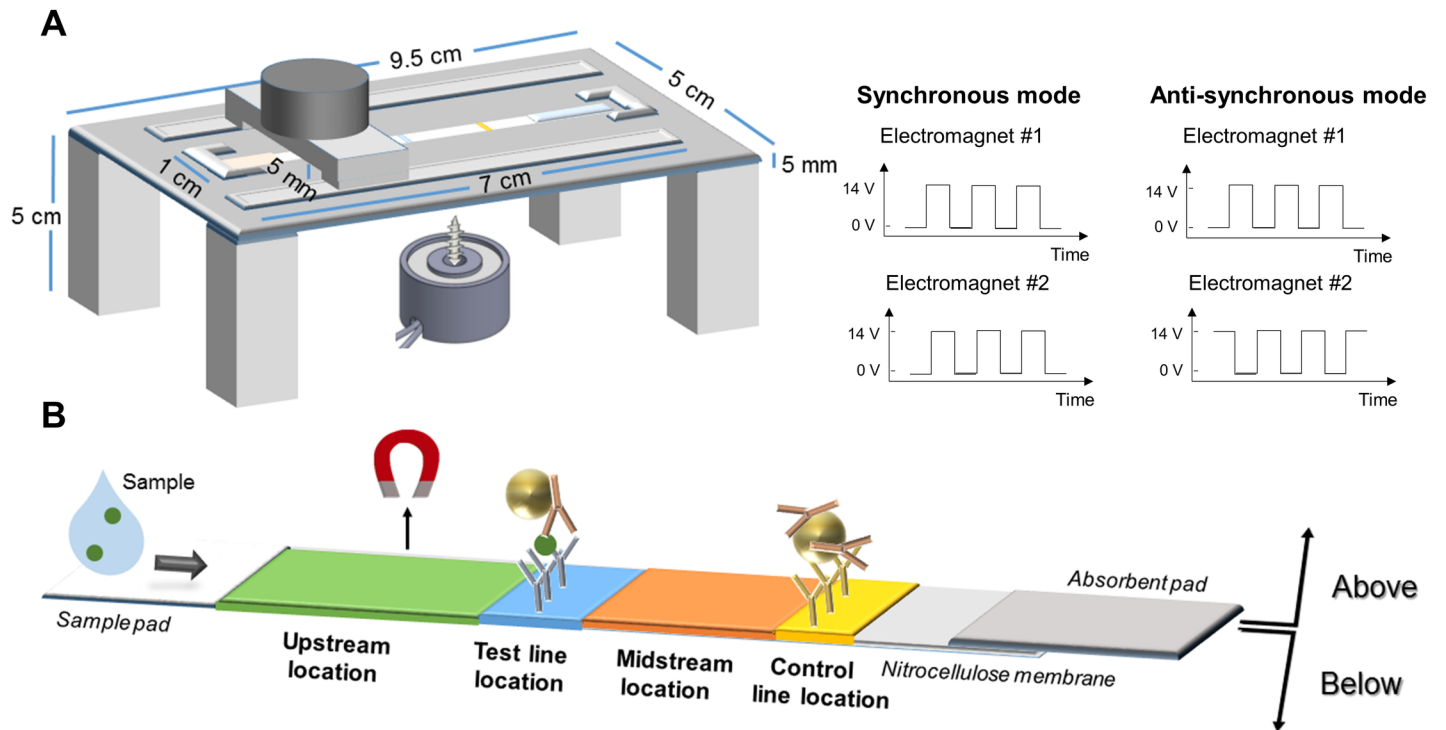 A
9.5 cm
5 cm
5 mm
5 cm
1 cm
5 mm
7 cm
Synchronous mode
Electromagnet #1
14 V
0 V
Time
Electromagnet #2
14 V
0 V
Time
Anti-synchronous mode
Electromagnet #1
14 V
0 V
Time
Electromagnet #2
14 V
0 V
Time
B
Sample
Sample pad
Upstream
location
Test line
location
Midstream
location
Control
line location
Nitrocellulose membrane
Absorbent pad
Above
Below